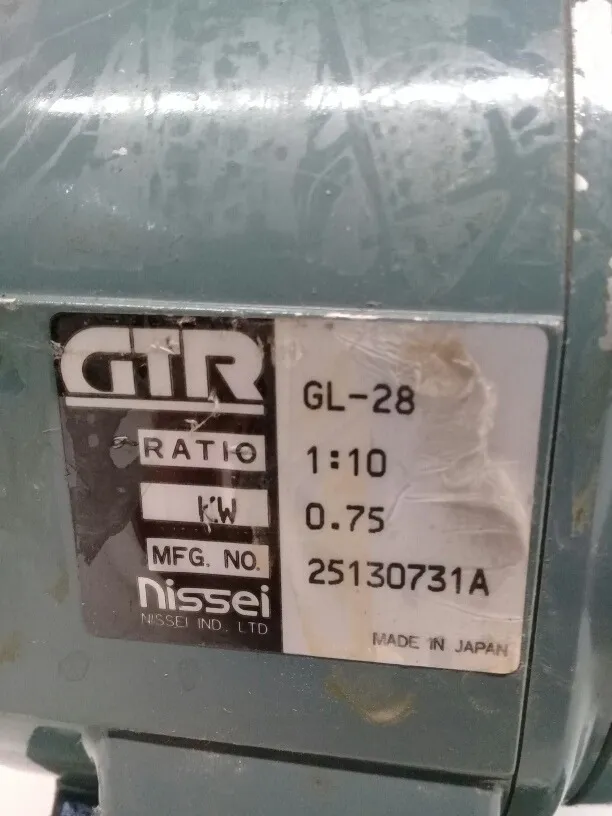 GTR
GL-28
RATIO 1:10
KW 0.75
MFG. NO. 25130731A
nissei
NISSEI IND., LTD
MADE IN JAPAN